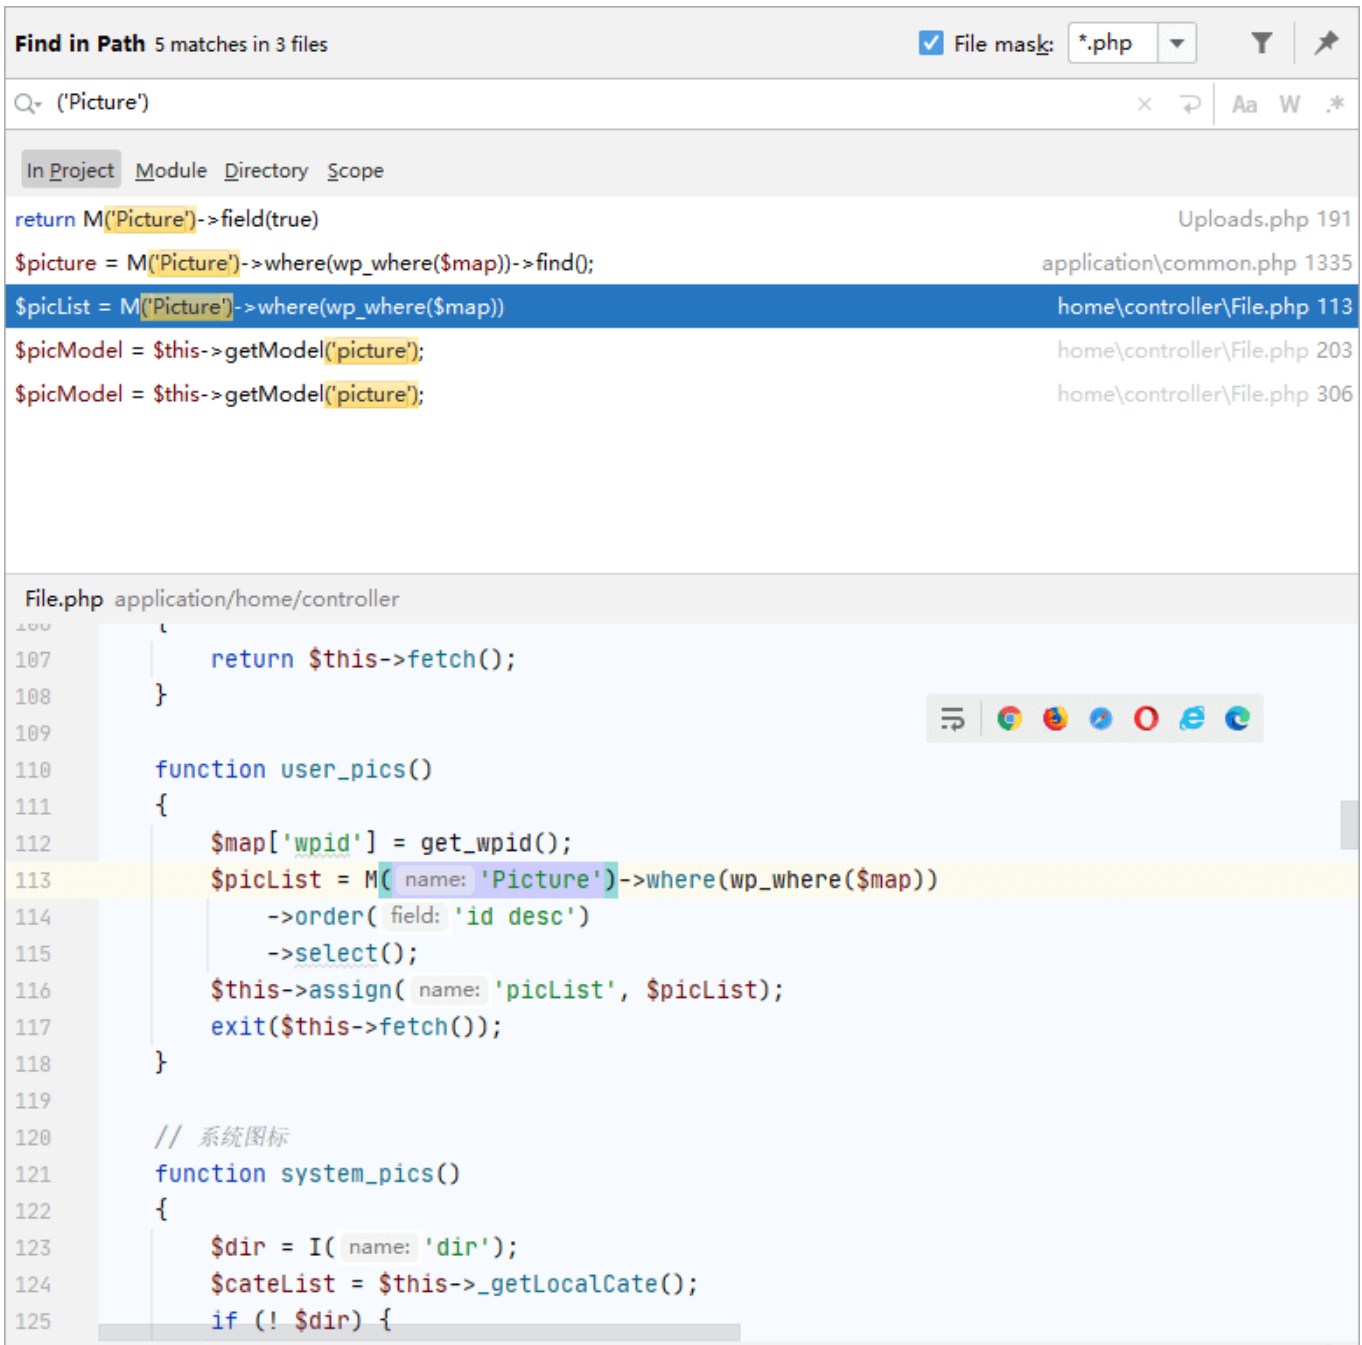 Find in Path 5 matches in 3 files File mask: *.php
('Picture') Aa W .*
In Project Module Directory Scope
return M('Picture')->field(true) Uploads.php 191
$picture = M('Picture')->where(wp_where($map))->find(); application\common.php 1335
$picList = M('Picture')->where(wp_where($map)) home\controller\File.php 113
$picModel = $this->getModel('picture'); home\controller\File.php 203
$picModel = $this->getModel('picture'); home\controller\File.php 306
File.php application/home/controller
106 {
107 return $this->fetch();
108 }
109
110 function user_pics()
111 {
112 $map['wpid'] = get_wpid();
113 $picList = M( name: 'Picture')->where(wp_where($map))
114 ->order( field: 'id desc')
115 ->select();
116 $this->assign( name: 'picList', $picList);
117 exit($this->fetch());
118 }
119
120 // 系统图标
121 function system_pics()
122 {
123 $dir = I( name: 'dir');
124 $cateList = $this->_getLocalCate();
125 if (! $dir) {